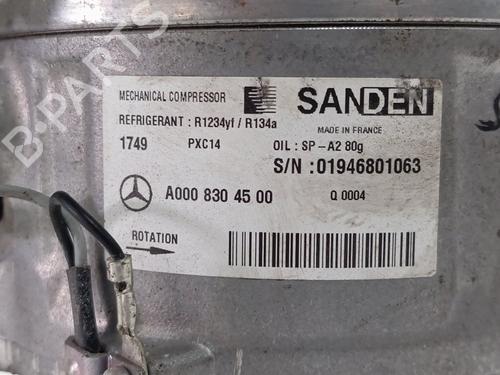 B-PARTS
MECHANICAL COMPRESSOR
SANDEN
REFRIGERANT : R1234yf / R134a
MADE IN FRANCE
1749 PXC14 OIL : SP-A2 80g
S/N :01946801063
A000 830 45 00 Q 0004
ROTATION